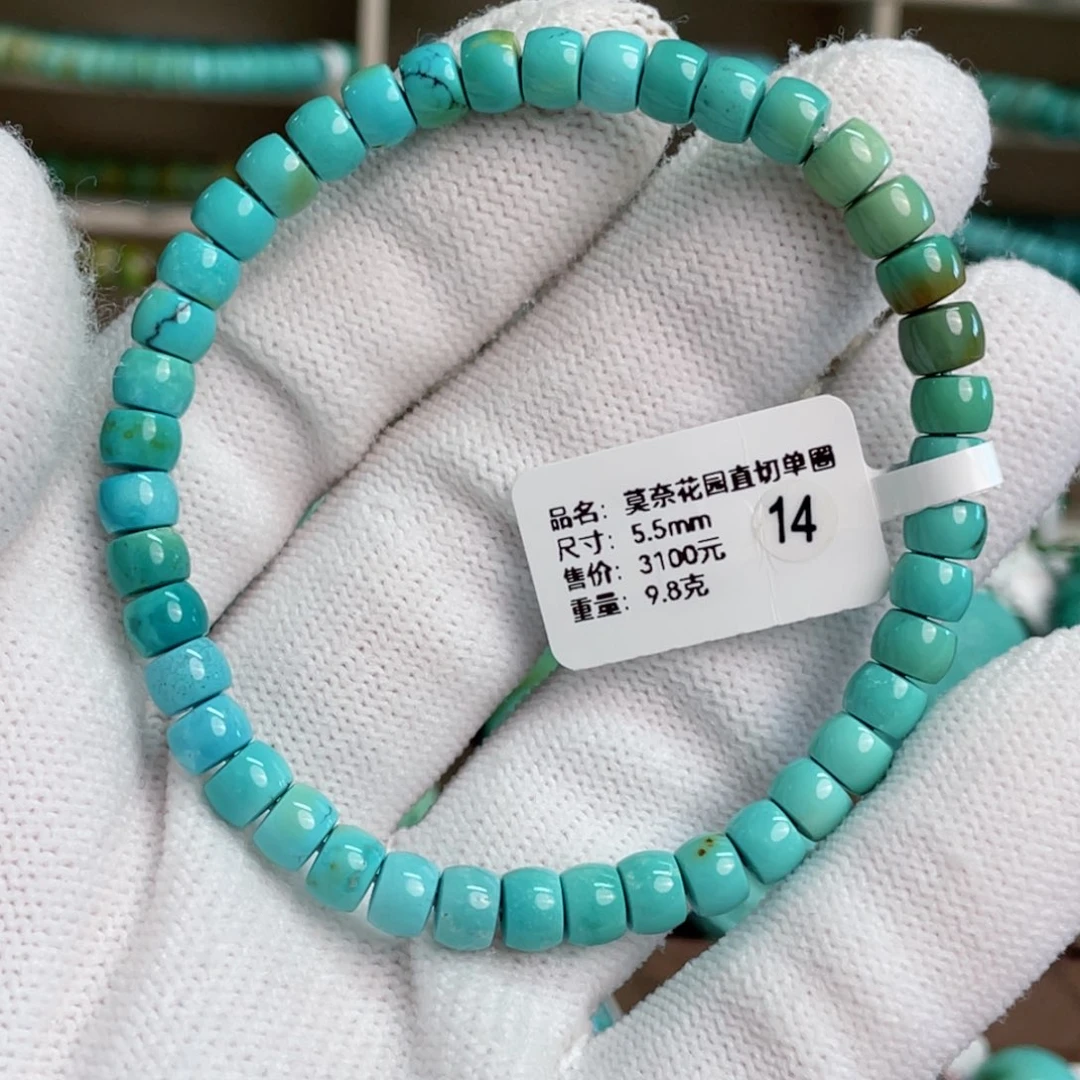 品名: 莫奈花园直切单圈
尺寸: 5.5mm
售价: 3100元
重量: 9.8克
14